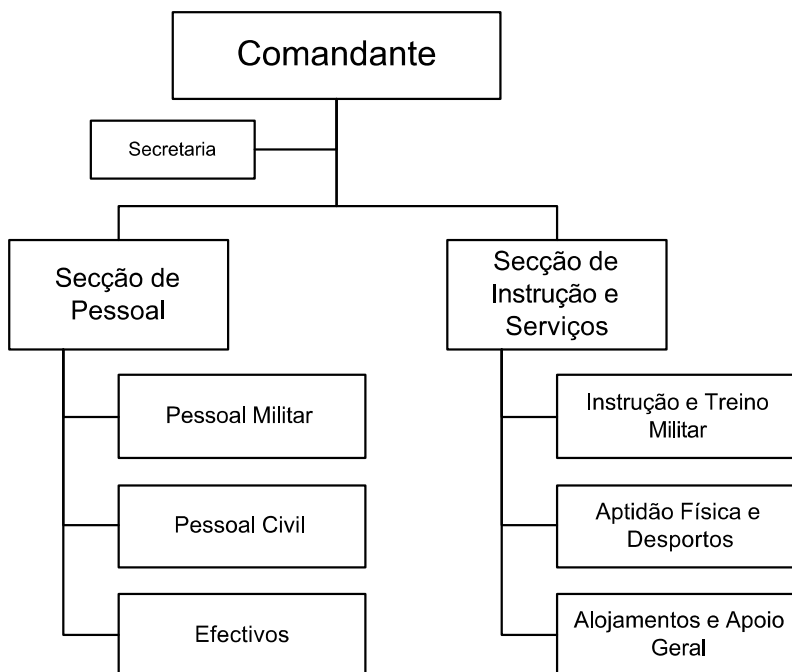 Comandante
Secretaria
Secção de
Pessoal
Secção de
Instrução e
Serviços
Pessoal Militar
Pessoal Civil
Efectivos
Instrução e Treino
Militar
Aptidão Física e
Desportos
Alojamentos e Apoio
Geral